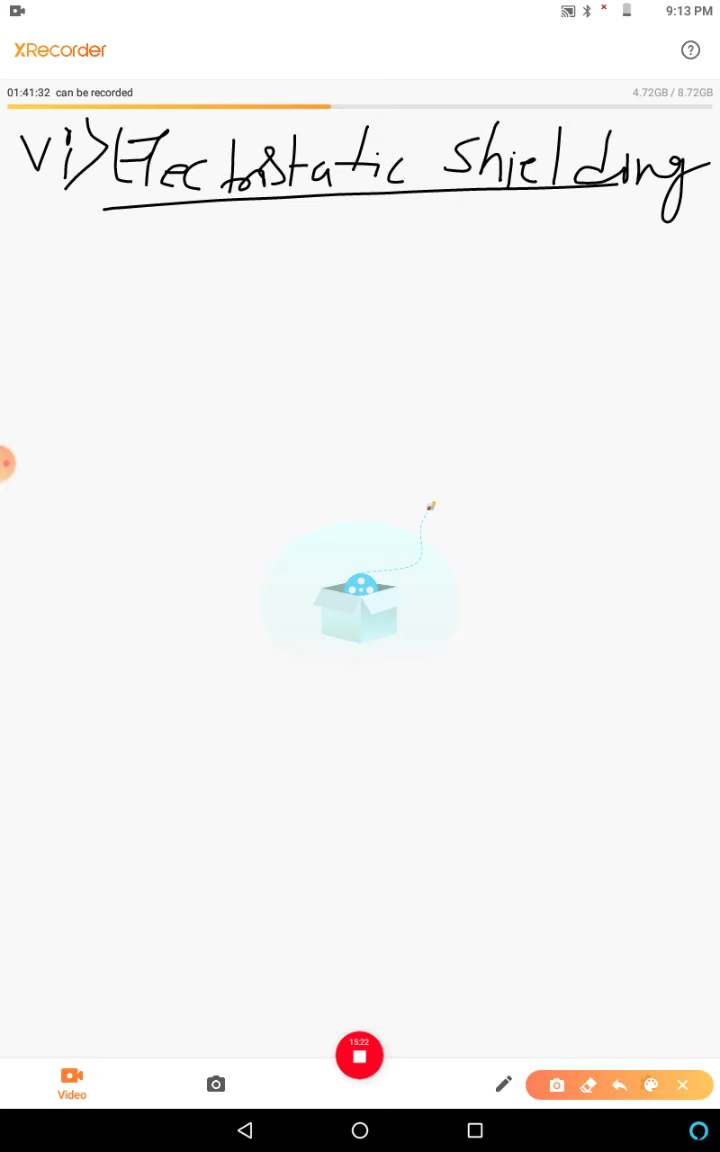 9:13 PM
XRecorder
01:41:32 can be recorded 4.72GB / 8.72GB
vi) Electrostatic Shielding
15:22
Video